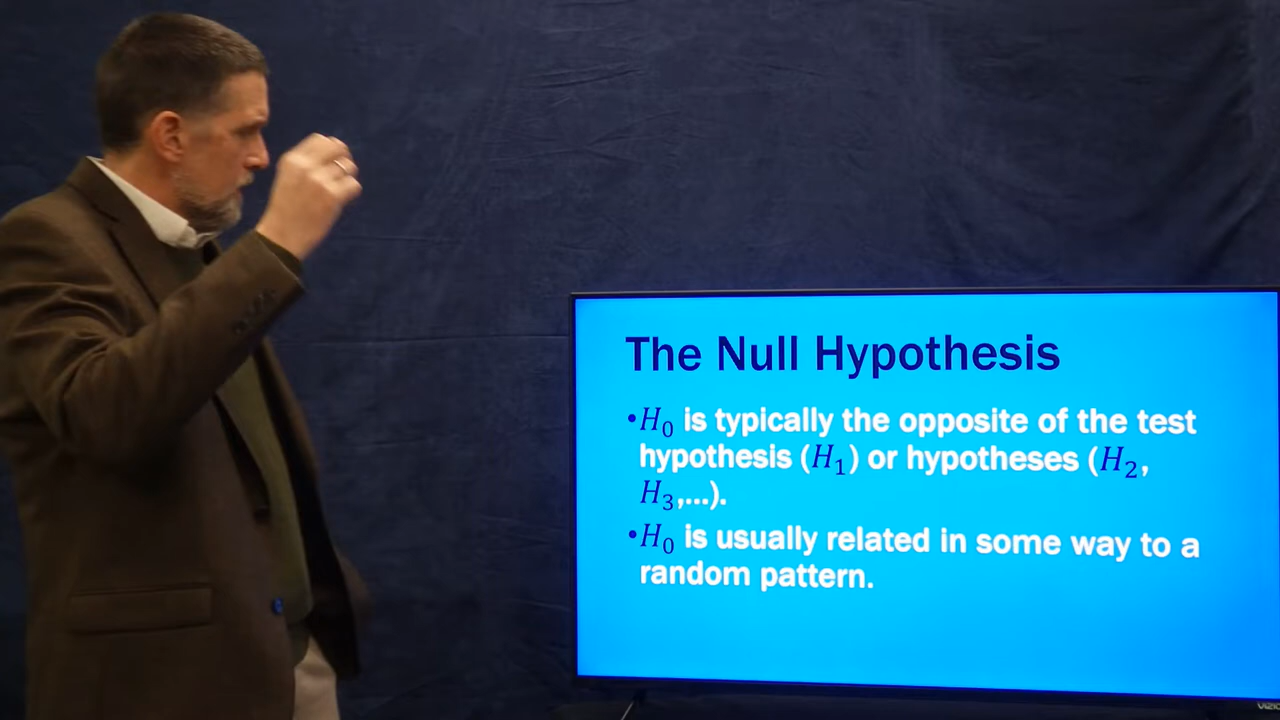 The Null Hypothesis
•H₀ is typically the opposite of the test
hypothesis (H₁) or hypotheses (H₂,
H₃,...).
•H₀ is usually related in some way to a
random pattern.